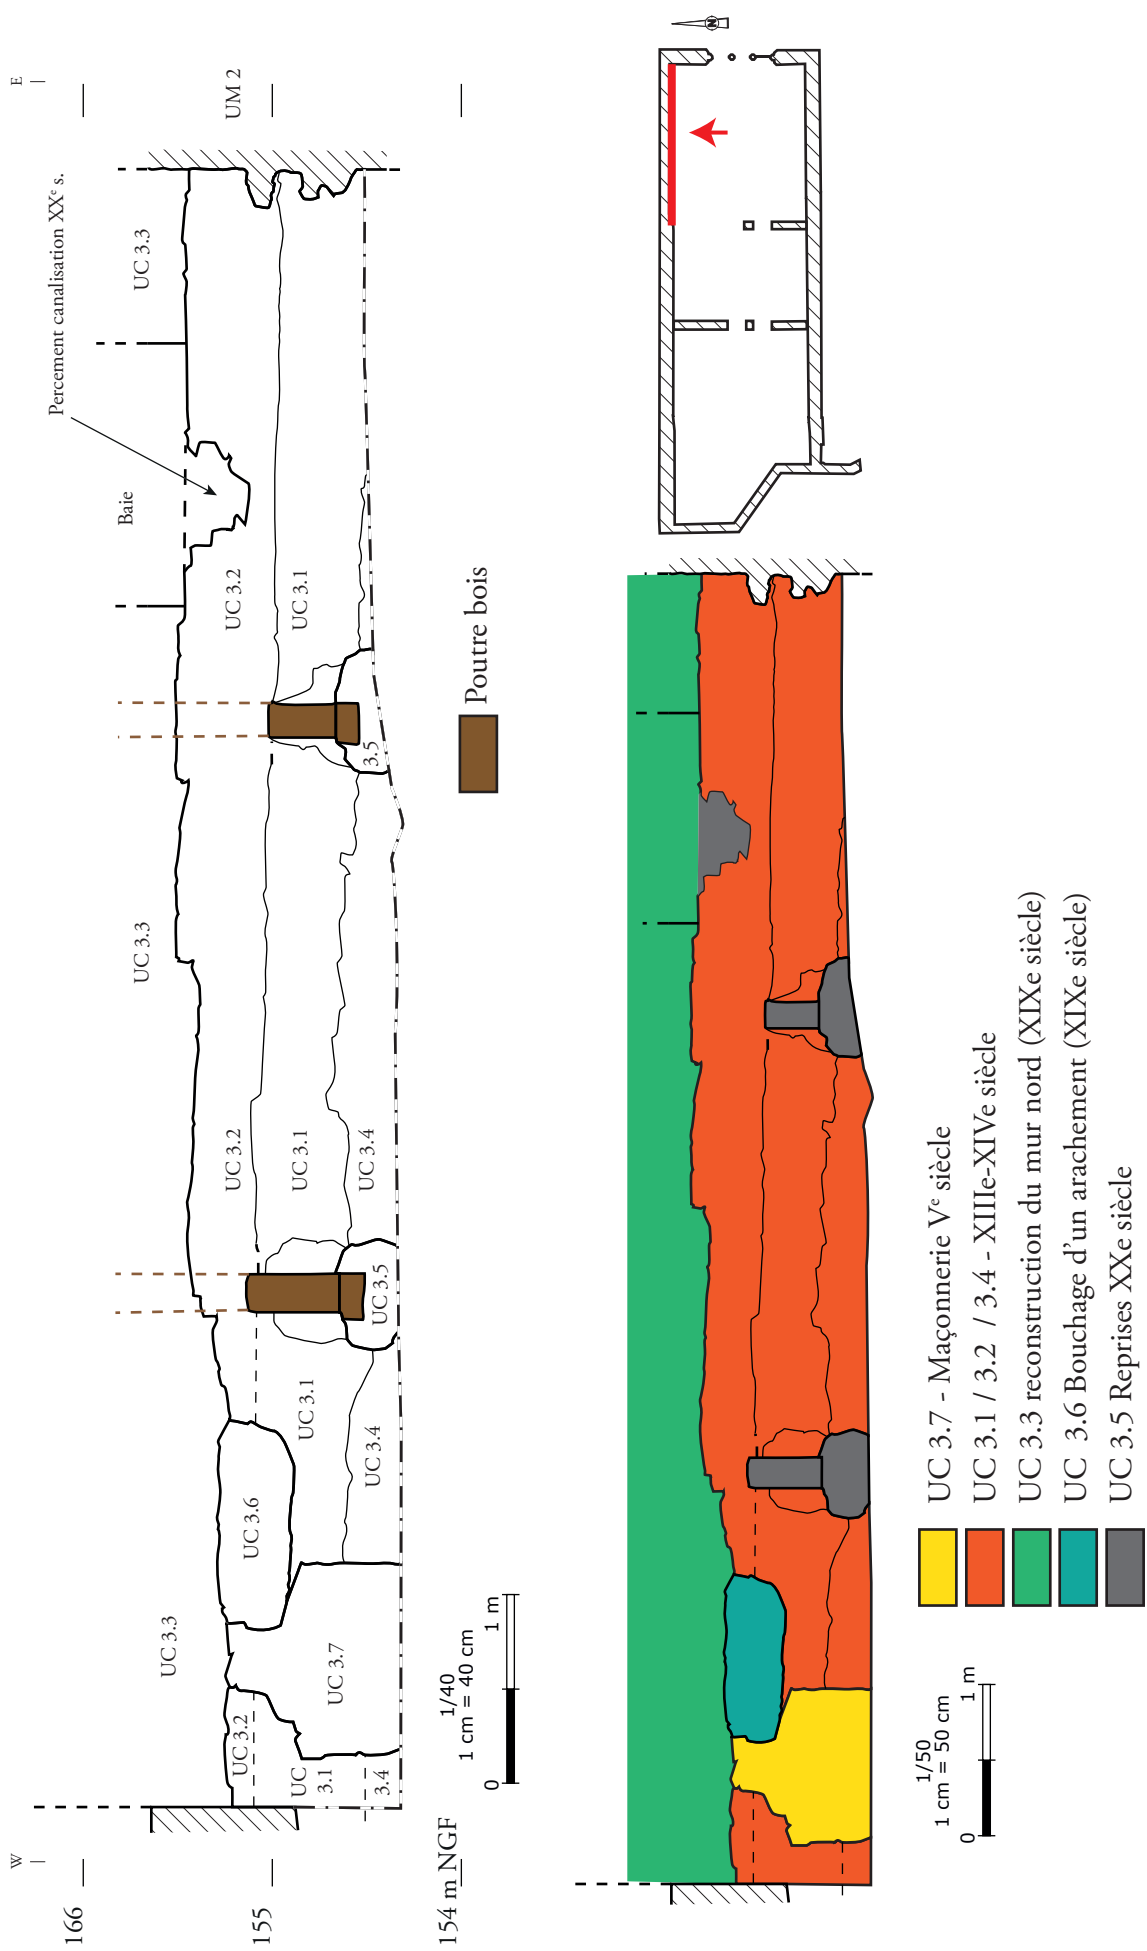 W
E
166
155
154 m NGF
UM 2
Percement canalisation XXe s.
Baie
UC 3.3
UC 3.3
UC 3.3
UC 3.2
UC 3.2
UC 3.2
UC 3.1
UC 3.1
UC 3.1
UC
3.1
UC 3.4
UC 3.4
3.4
UC 3.5
3.5
UC 3.6
UC 3.7
1/40
1 cm = 40 cm
0 1 m
Poutre bois
N
1/50
1 cm = 50 cm
0 1 m
UC 3.7 - Maçonnerie Ve siècle
UC 3.1 / 3.2 / 3.4 - XIIIe-XIVe siècle
UC 3.3 reconstruction du mur nord (XIXe siècle)
UC 3.6 Bouchage d'un arachement (XIXe siècle)
UC 3.5 Reprises XXe siècle